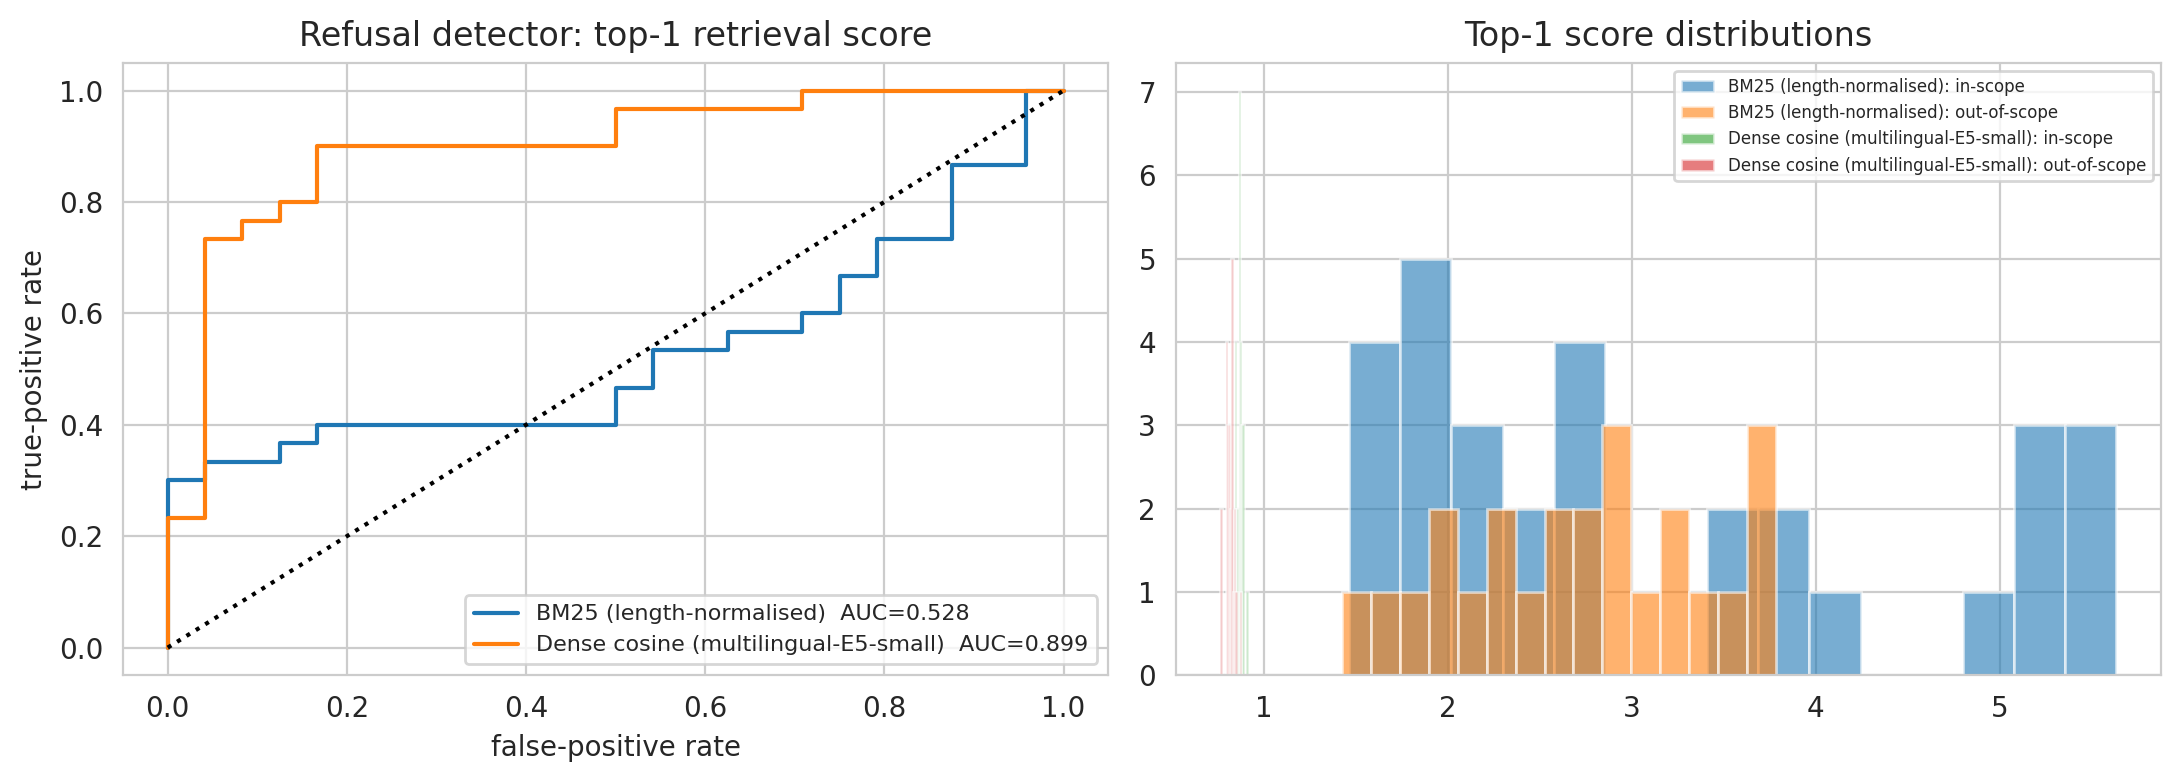 Refusal detector: top-1 retrieval score
1.0
0.8
0.6
0.4
0.2
0.0
true-positive rate
0.0
0.2
0.4
0.6
0.8
1.0
false-positive rate
BM25 (length-normalised)  AUC=0.528
Dense cosine (multilingual-E5-small)  AUC=0.899
Top-1 score distributions
7
6
5
4
3
2
1
0
1
2
3
4
5
BM25 (length-normalised): in-scope
BM25 (length-normalised): out-of-scope
Dense cosine (multilingual-E5-small): in-scope
Dense cosine (multilingual-E5-small): out-of-scope